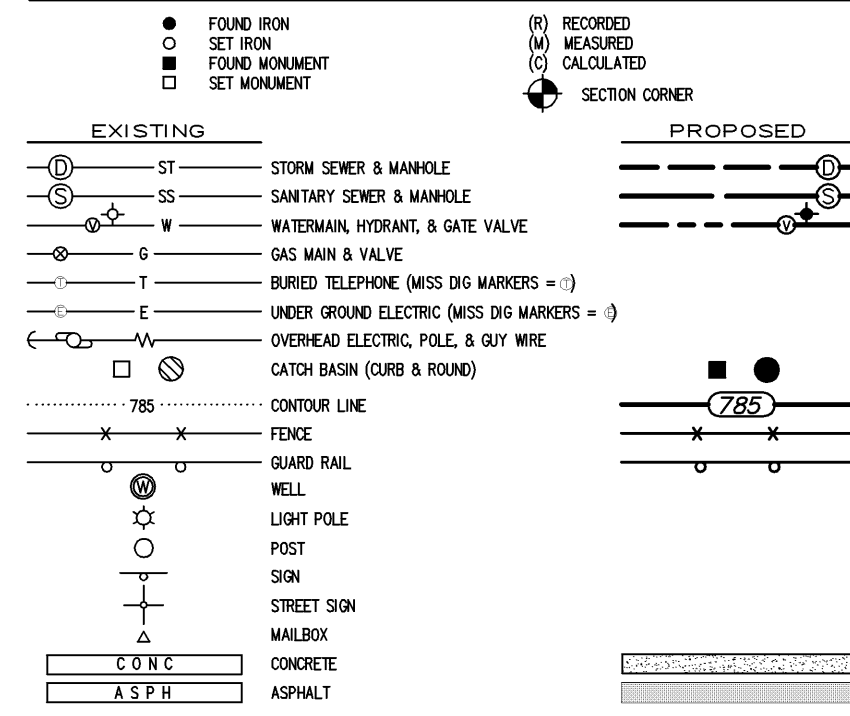 FOUND IRON
SET IRON
FOUND MONUMENT
SET MONUMENT
(R) RECORDED
(M) MEASURED
(C) CALCULATED
SECTION CORNER
EXISTING
PROPOSED
D ST STORM SEWER & MANHOLE D
S SS SANITARY SEWER & MANHOLE S
V W WATERMAIN, HYDRANT, & GATE VALVE V
G GAS MAIN & VALVE
T T BURIED TELEPHONE (MISS DIG MARKERS = T)
E E UNDER GROUND ELECTRIC (MISS DIG MARKERS = E)
OVERHEAD ELECTRIC, POLE, & GUY WIRE
CATCH BASIN (CURB & ROUND)
785 CONTOUR LINE 785
FENCE
GUARD RAIL
W WELL
LIGHT POLE
POST
SIGN
STREET SIGN
MAILBOX
CONC CONCRETE
ASPH ASPHALT